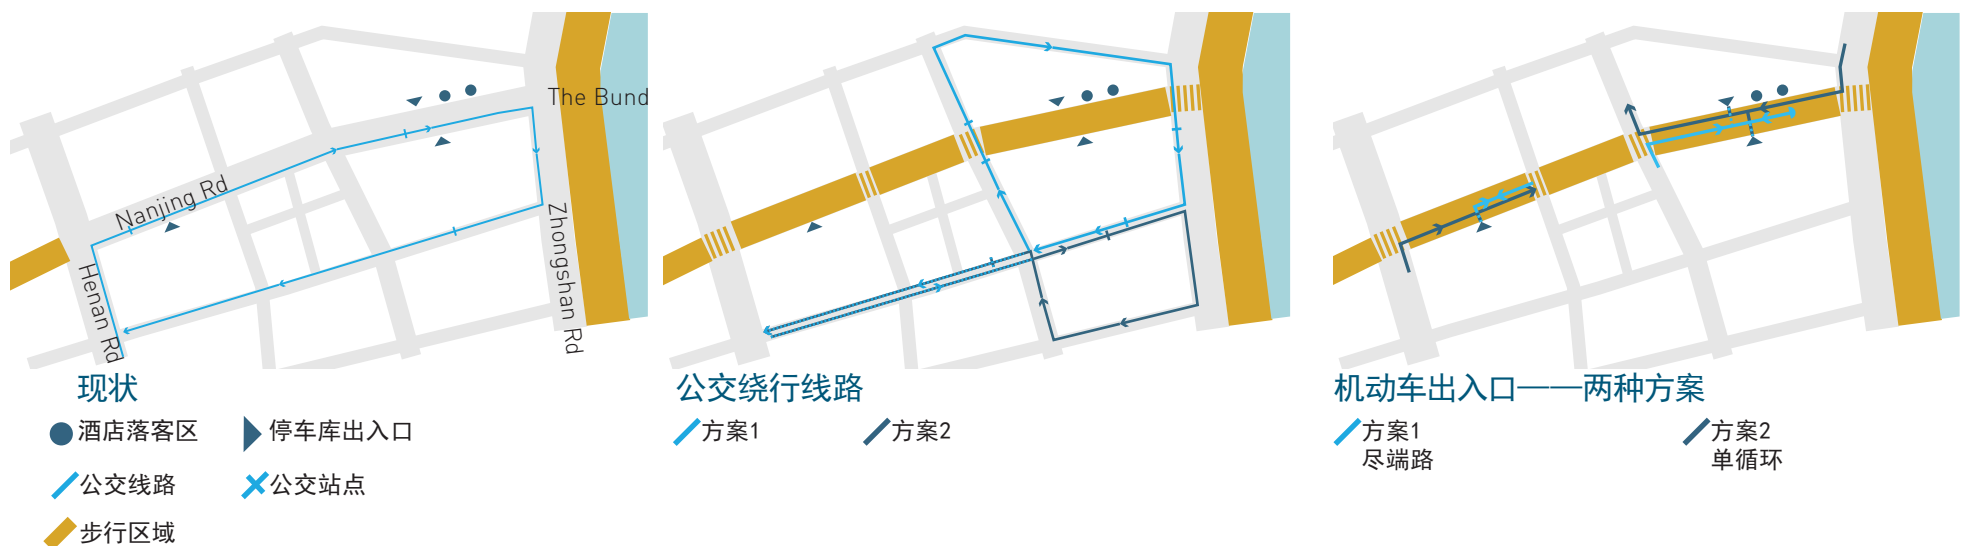 The Bund
Nanjing Rd
Henan Rd
Zhongshan Rd
现状
酒店落客区
停车库出入口
公交线路
公交站点
步行区域
公交绕行线路
方案1
方案2
机动车出入口——两种方案
方案1
尽端路
方案2
单循环